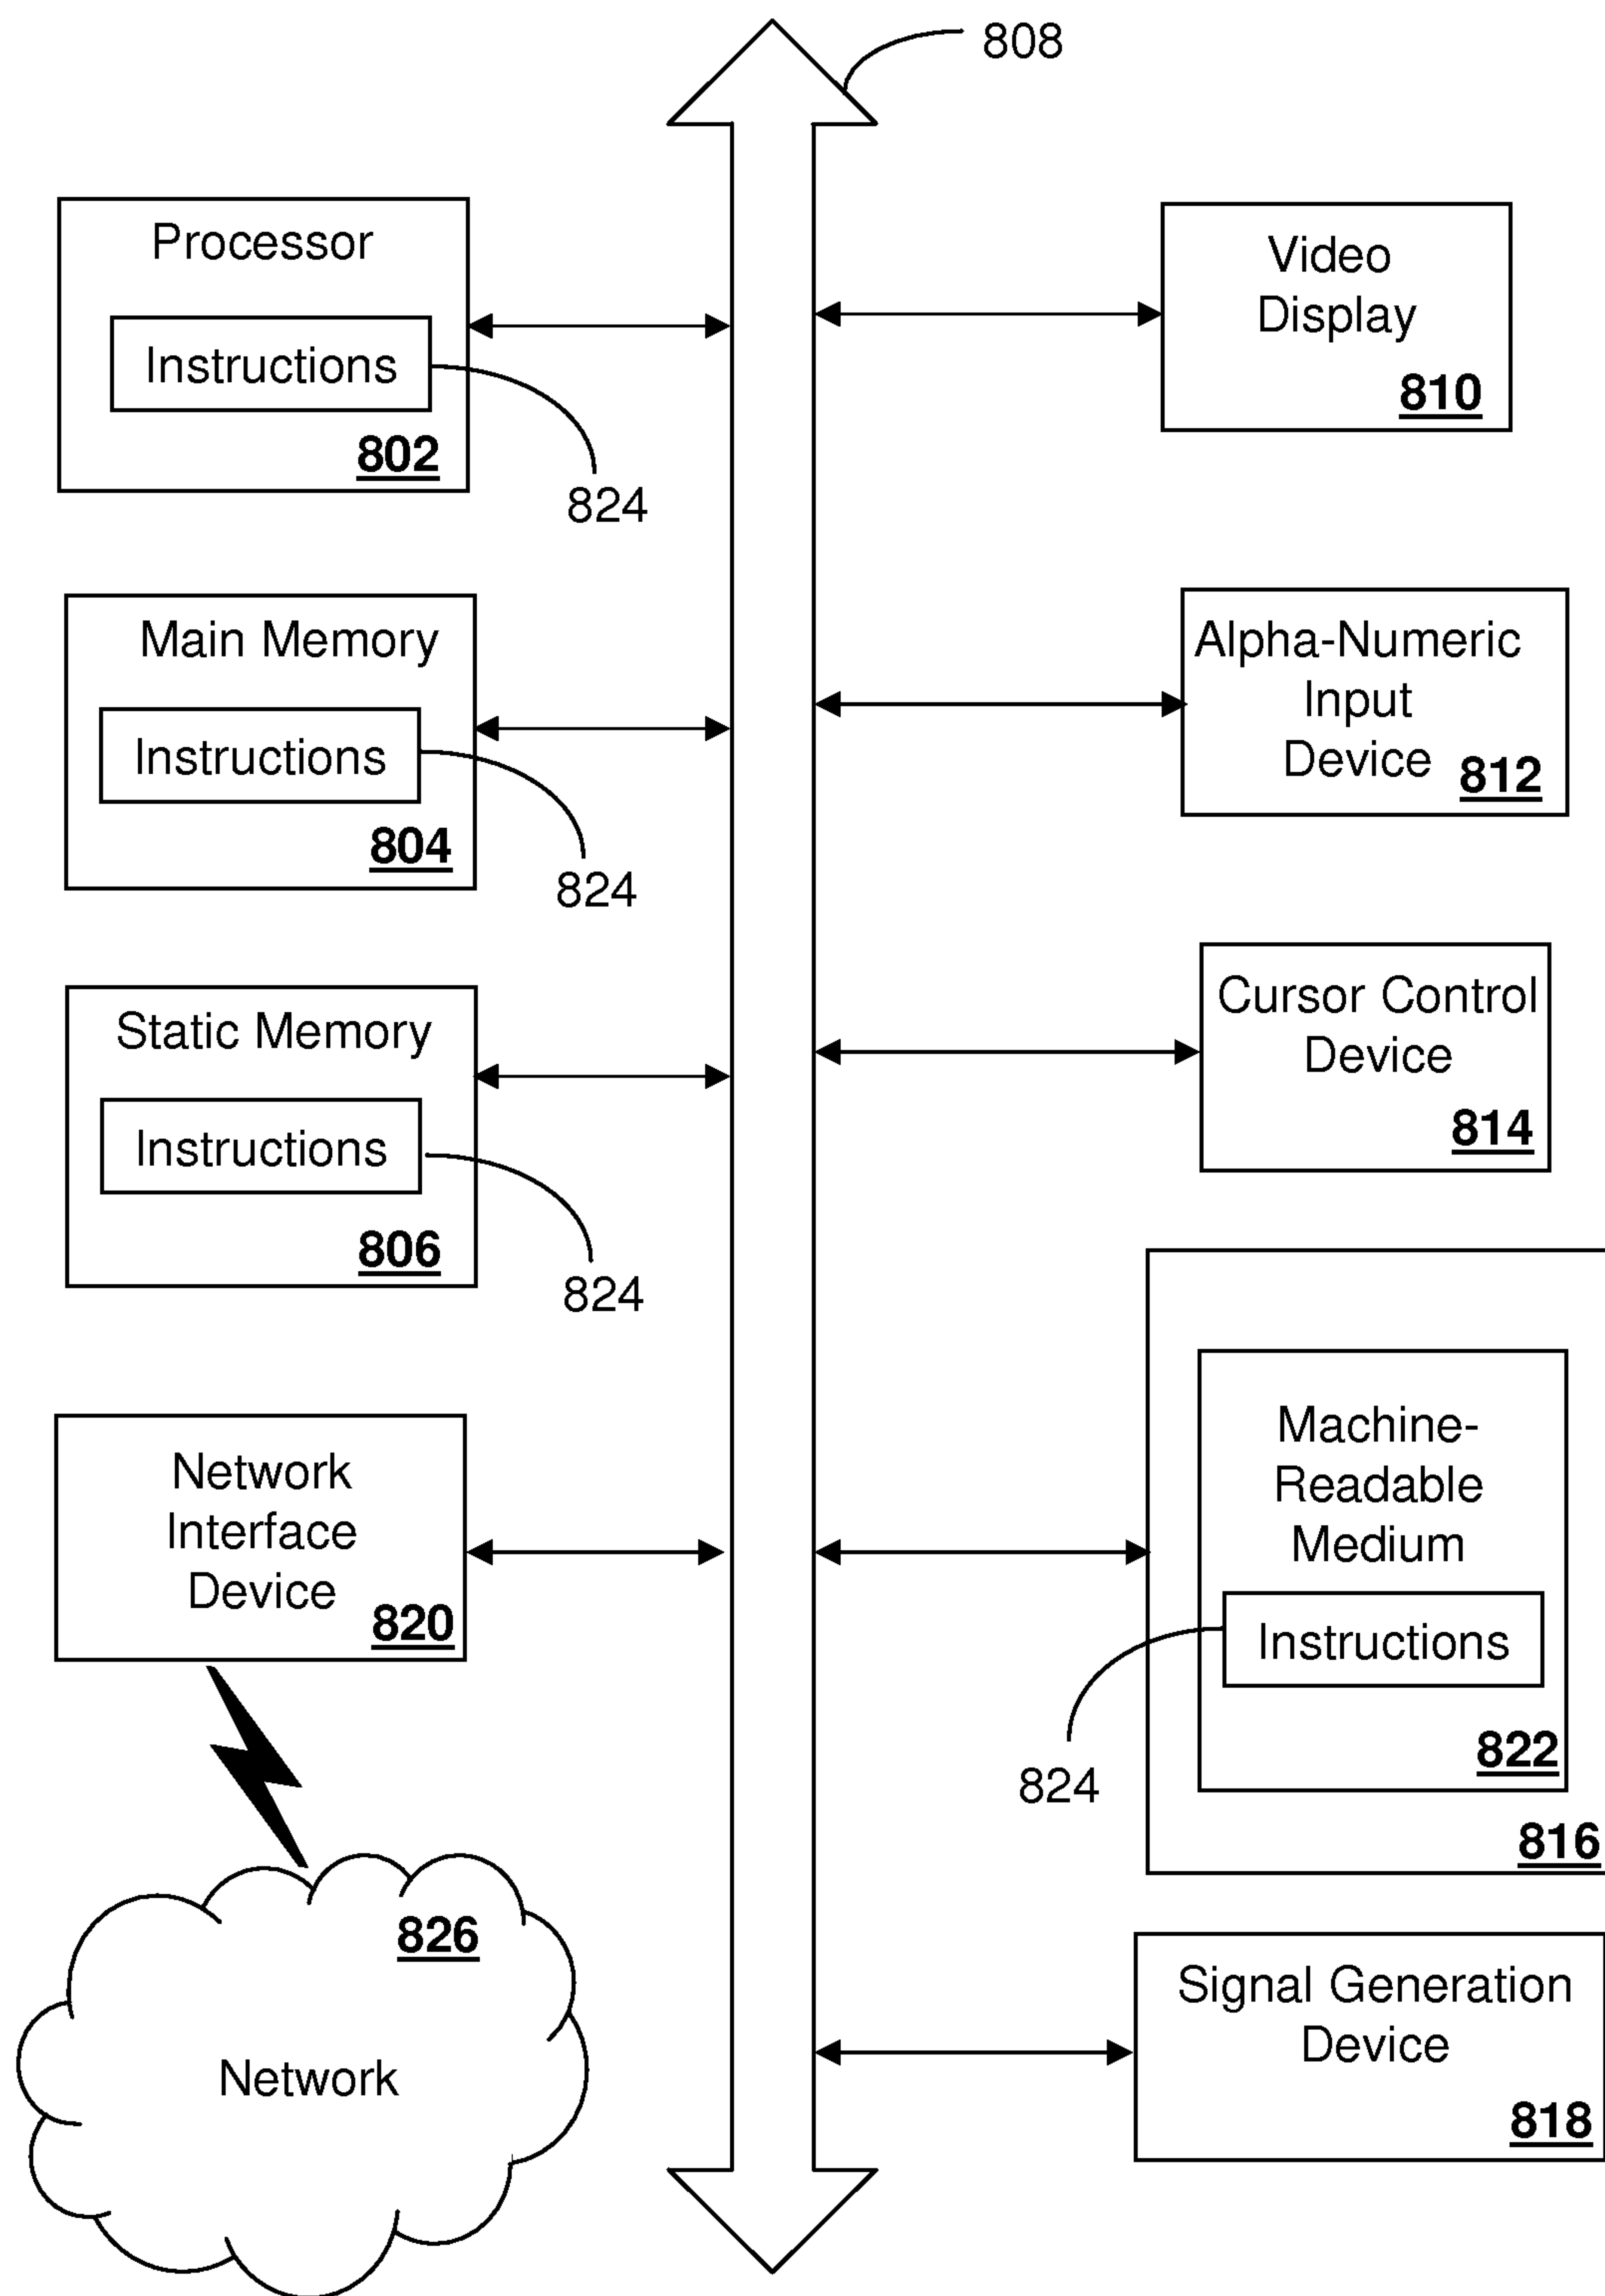 808
Processor
Instructions
802
824
Main Memory
Instructions
804
824
Static Memory
Instructions
806
824
Network
Interface
Device
820
826
Network
Video
Display
810
Alpha-Numeric
Input
Device
812
Cursor Control
Device
814
Machine-
Readable
Medium
Instructions
822
824
816
Signal Generation
Device
818